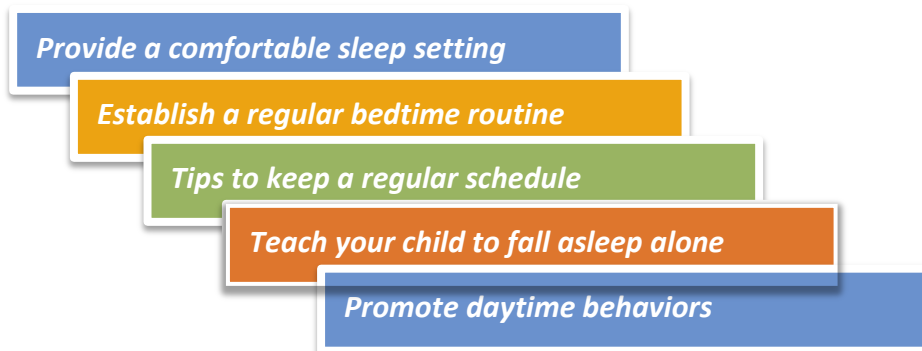 Provide a comfortable sleep setting
Establish a regular bedtime routine
Tips to keep a regular schedule
Teach your child to fall asleep alone
Promote daytime behaviors